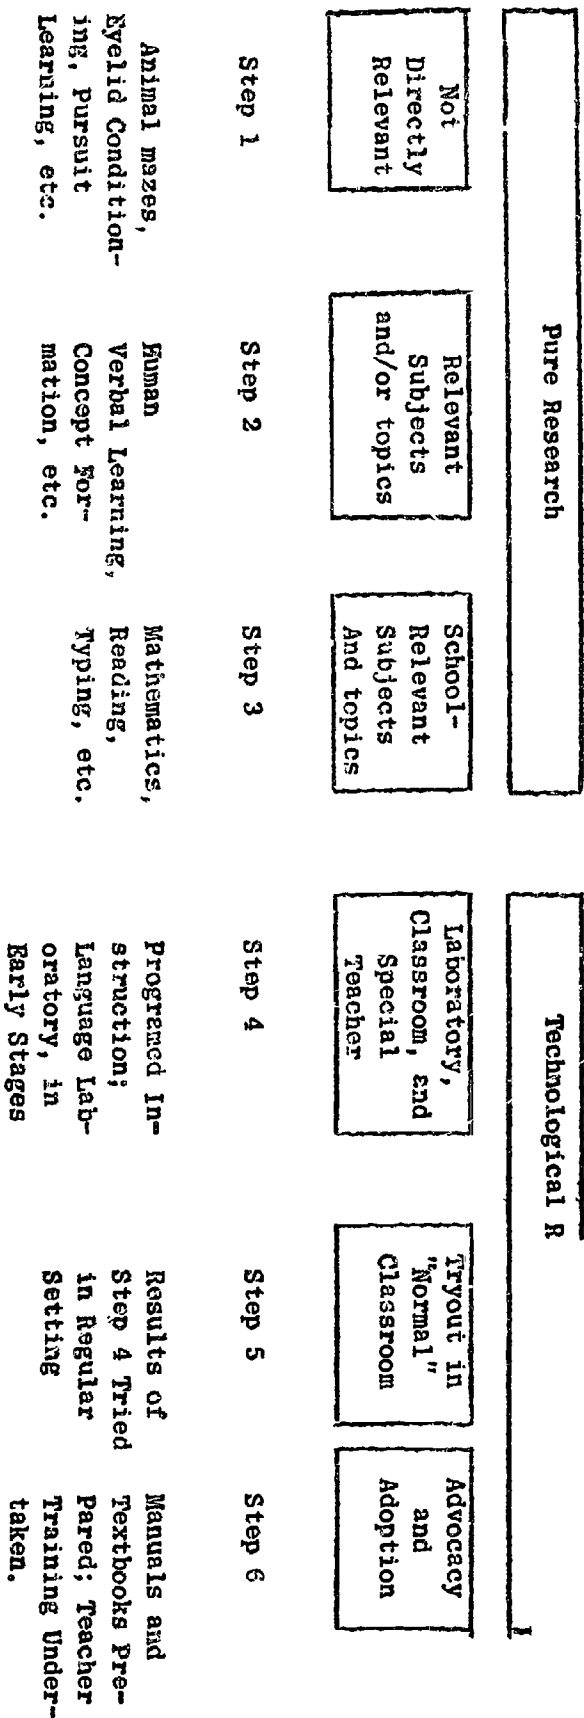 Pure Research
Technological R
Not
Directly
Relevant
Relevant
Subjects
and/or topics
School-
Relevant
Subjects
And topics
Laboratory,
Classroom, and
Special
Teacher
Tryout in
"Normal"
Classroom
Advocacy
and
Adoption
Step 1
Step 2
Step 3
Step 4
Step 5
Step 6
Animal mazes,
Eyelid Condition-
ing, Pursuit
Learning, etc.
Human
Verbal Learning,
Concept For-
mation, etc.
Mathematics,
Reading,
Typing, etc.
Programed In-
struction;
Language Lab-
oratory, in
Early Stages
Results of
Step 4 Tried
in Regular
Setting
Manuals and
Textbooks Pre-
Pared; Teacher
Training Under-
taken.